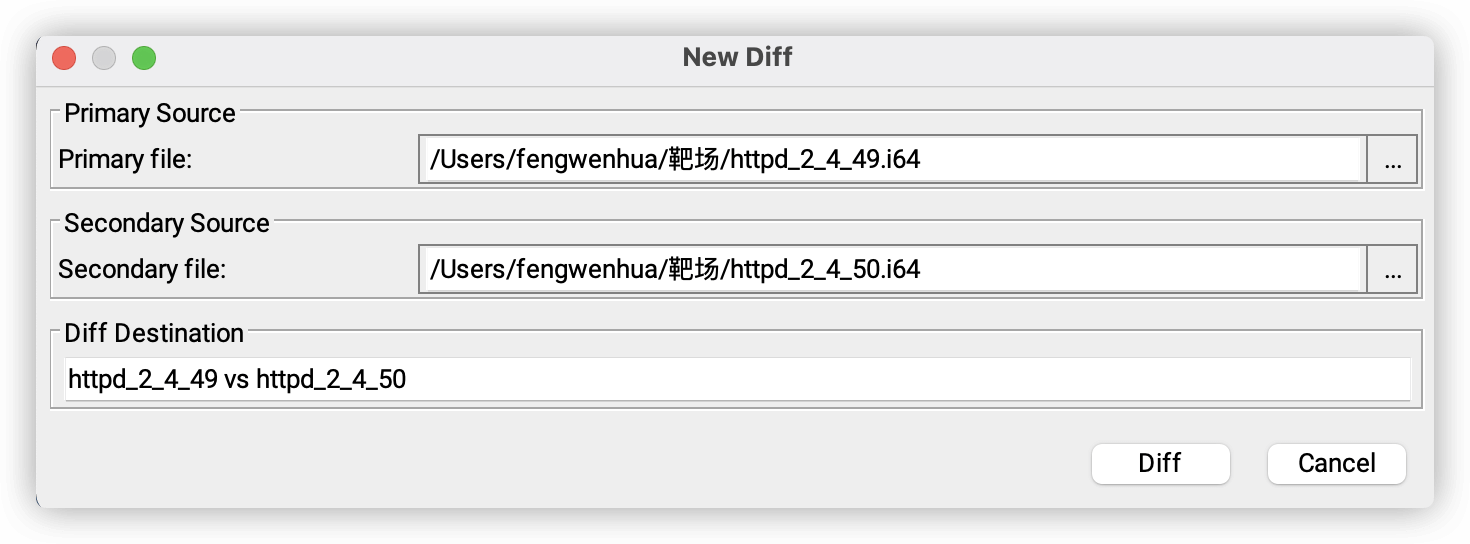 New Diff
Primary Source
Primary file: /Users/fengwenhua/靶场/httpd_2_4_49.i64 ...
Secondary Source
Secondary file: /Users/fengwenhua/靶场/httpd_2_4_50.i64 ...
Diff Destination
httpd_2_4_49 vs httpd_2_4_50
Diff Cancel